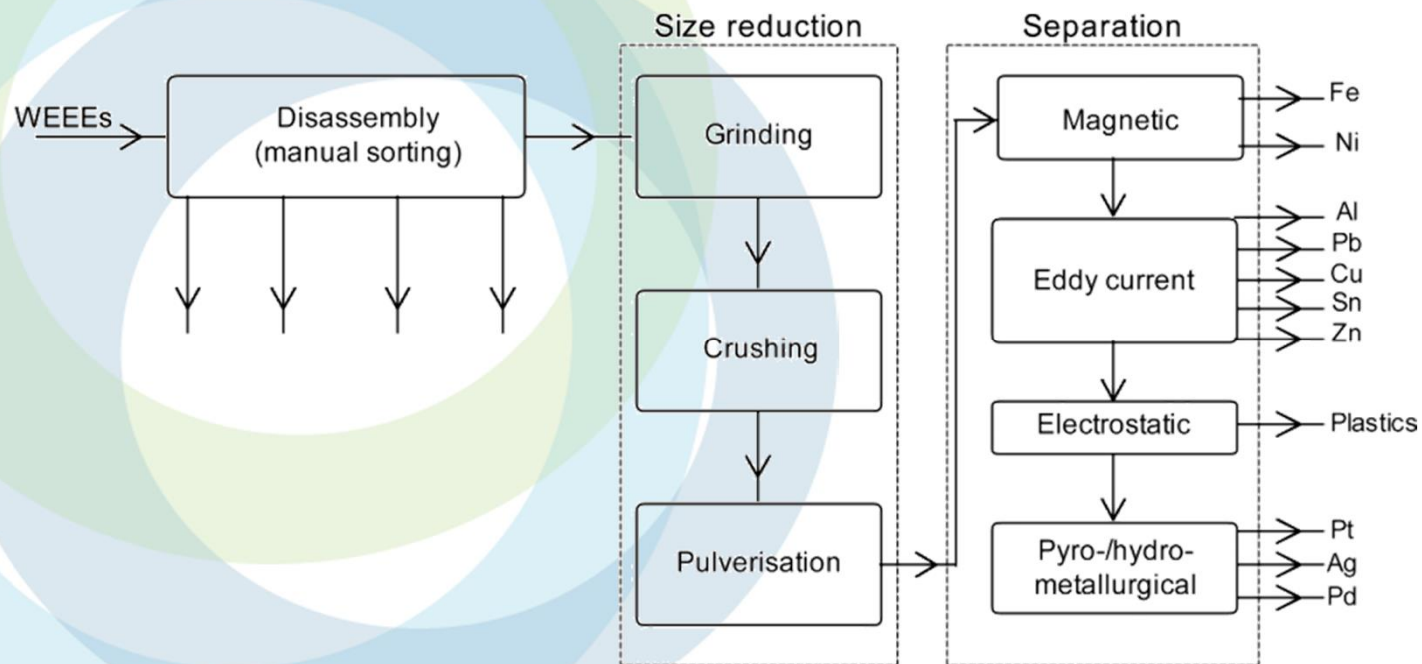 Size reduction
Separation
WEEEs
Disassembly
(manual sorting)
Grinding
Crushing
Pulverisation
Magnetic
Fe
Ni
Eddy current
Al
Pb
Cu
Sn
Zn
Electrostatic
Plastics
Pyro-/hydro-
metallurgical
Pt
Ag
Pd